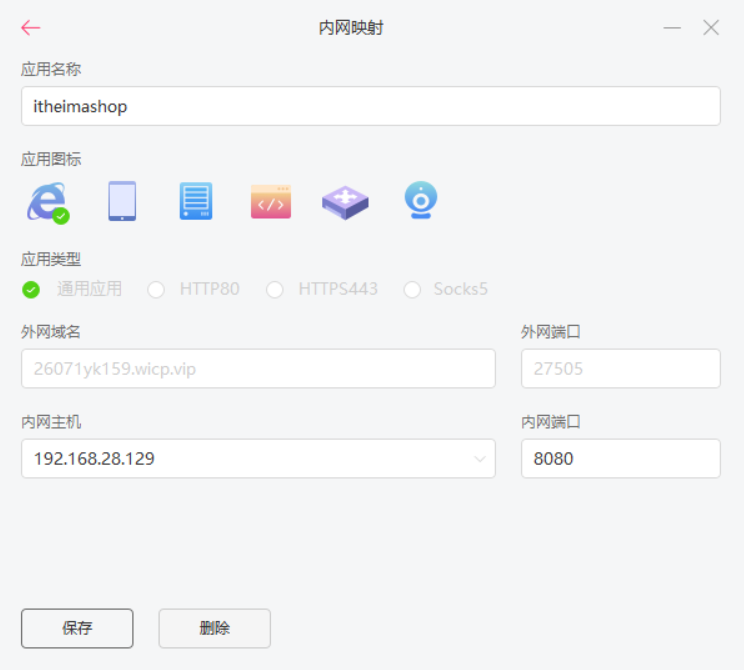 内网映射
应用名称
itheimashop
应用图标
</>
应用类型
通用应用 HTTP80 HTTPS443 Socks5
外网域名 外网端口
26071yk159.wicp.vip 27505
内网主机 内网端口
192.168.28.129 8080
保存 删除